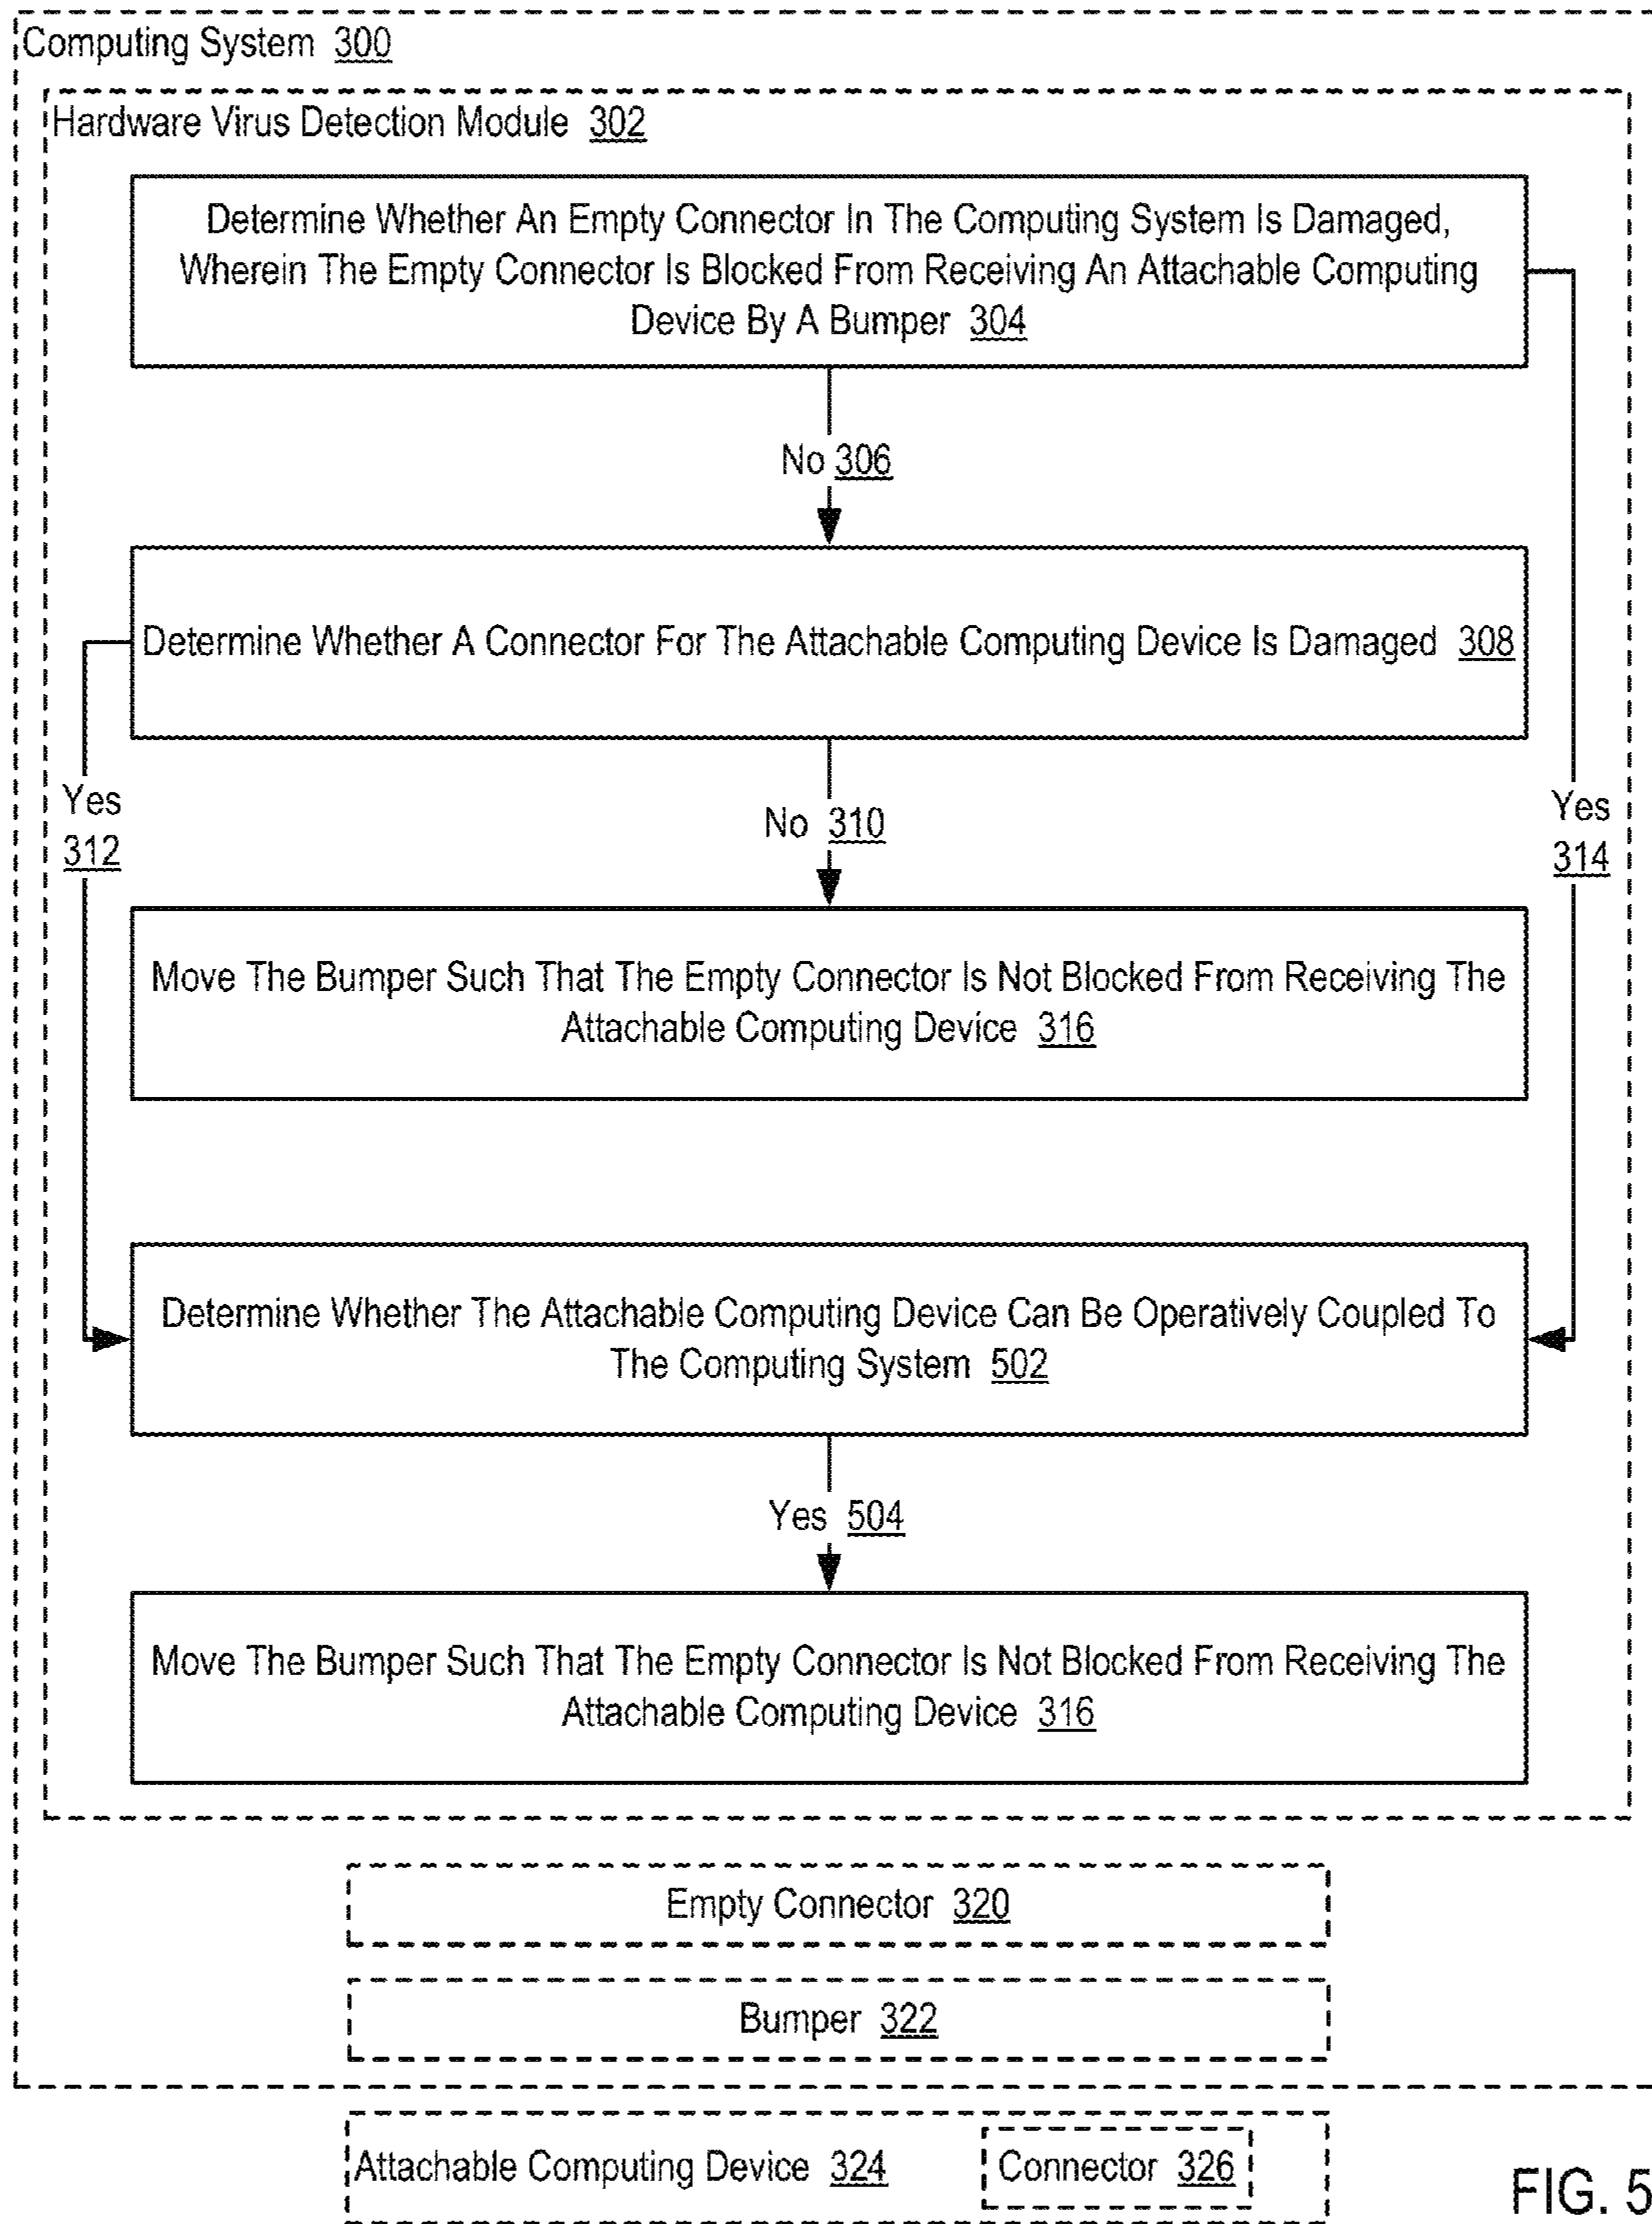 Computing System 300
Hardware Virus Detection Module 302
Determine Whether An Empty Connector In The Computing System Is Damaged,
Wherein The Empty Connector Is Blocked From Receiving An Attachable Computing
Device By A Bumper 304
No 306
Determine Whether A Connector For The Attachable Computing Device Is Damaged 308
Yes
312
No 310
Yes
314
Move The Bumper Such That The Empty Connector Is Not Blocked From Receiving The
Attachable Computing Device 316
Determine Whether The Attachable Computing Device Can Be Operatively Coupled To
The Computing System 502
Yes 504
Move The Bumper Such That The Empty Connector Is Not Blocked From Receiving The
Attachable Computing Device 316
Empty Connector 320
Bumper 322
Attachable Computing Device 324
Connector 326
FIG. 5